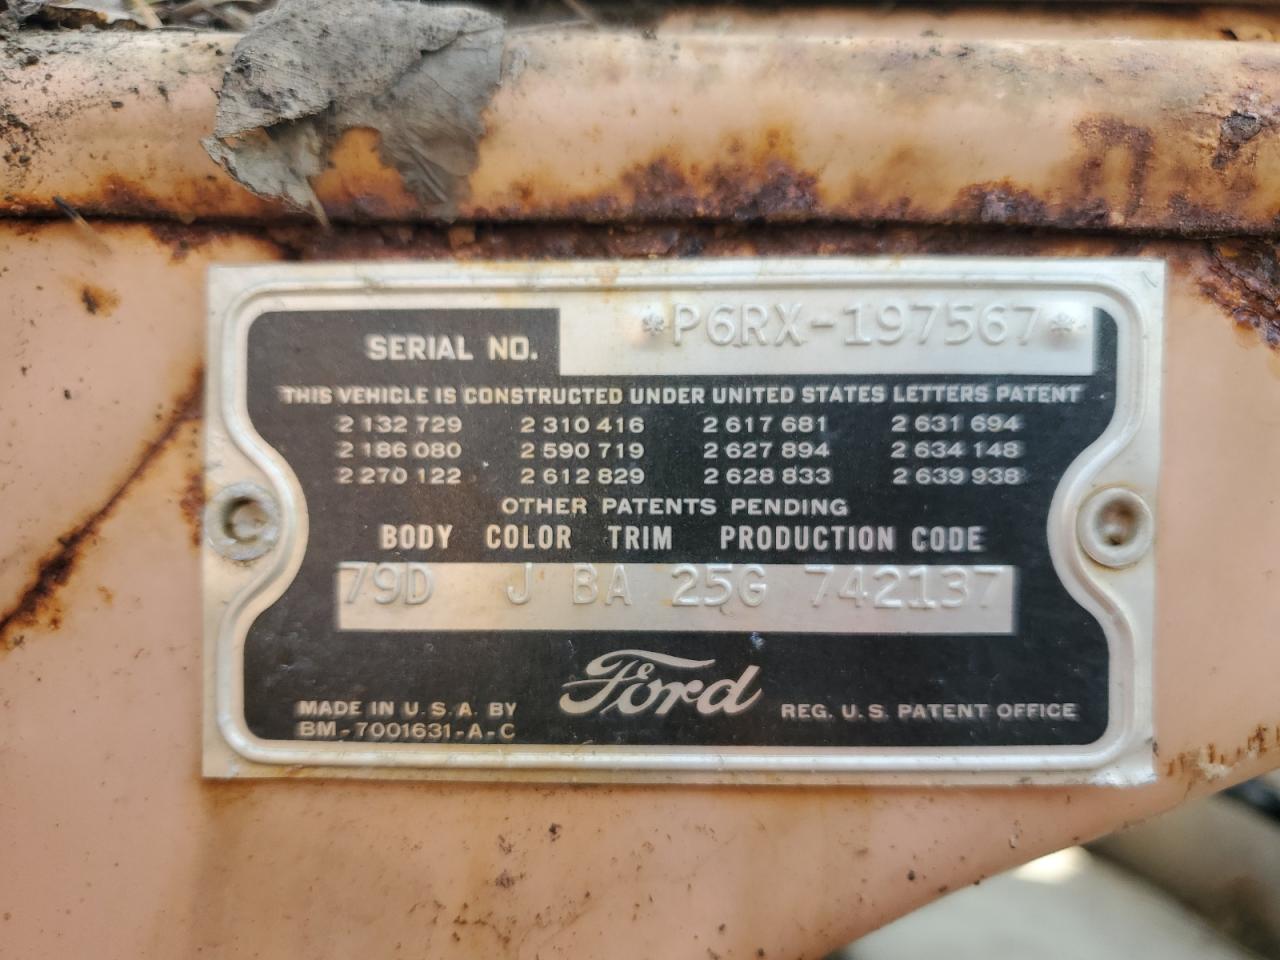 SERIAL NO. *P6RX-197567*
THIS VEHICLE IS CONSTRUCTED UNDER UNITED STATES LETTERS PATENT
2 132 729 2 310 416 2 617 681 2 631 694
2 186 080 2 590 719 2 627 894 2 634 148
2 270 122 2 612 829 2 628 833 2 639 938
OTHER PATENTS PENDING
BODY COLOR TRIM PRODUCTION CODE
79D J BA 25G 742137
Ford
MADE IN U.S.A. BY REG. U.S. PATENT OFFICE
BM-7001631-A-C